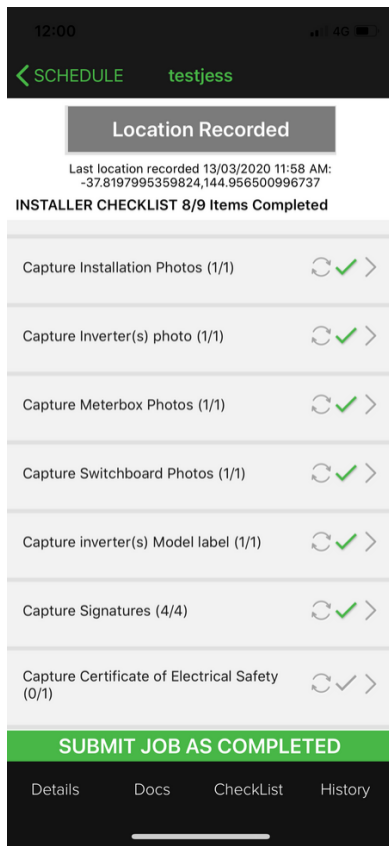 12:00 4G
SCHEDULE testjess
Location Recorded
Last location recorded 13/03/2020 11:58 AM:
-37.8197995359824,144.956500996737
INSTALLER CHECKLIST 8/9 Items Completed
Capture Installation Photos (1/1)
Capture Inverter(s) photo (1/1)
Capture Meterbox Photos (1/1)
Capture Switchboard Photos (1/1)
Capture inverter(s) Model label (1/1)
Capture Signatures (4/4)
Capture Certificate of Electrical Safety
(0/1)
SUBMIT JOB AS COMPLETED
Details Docs CheckList History